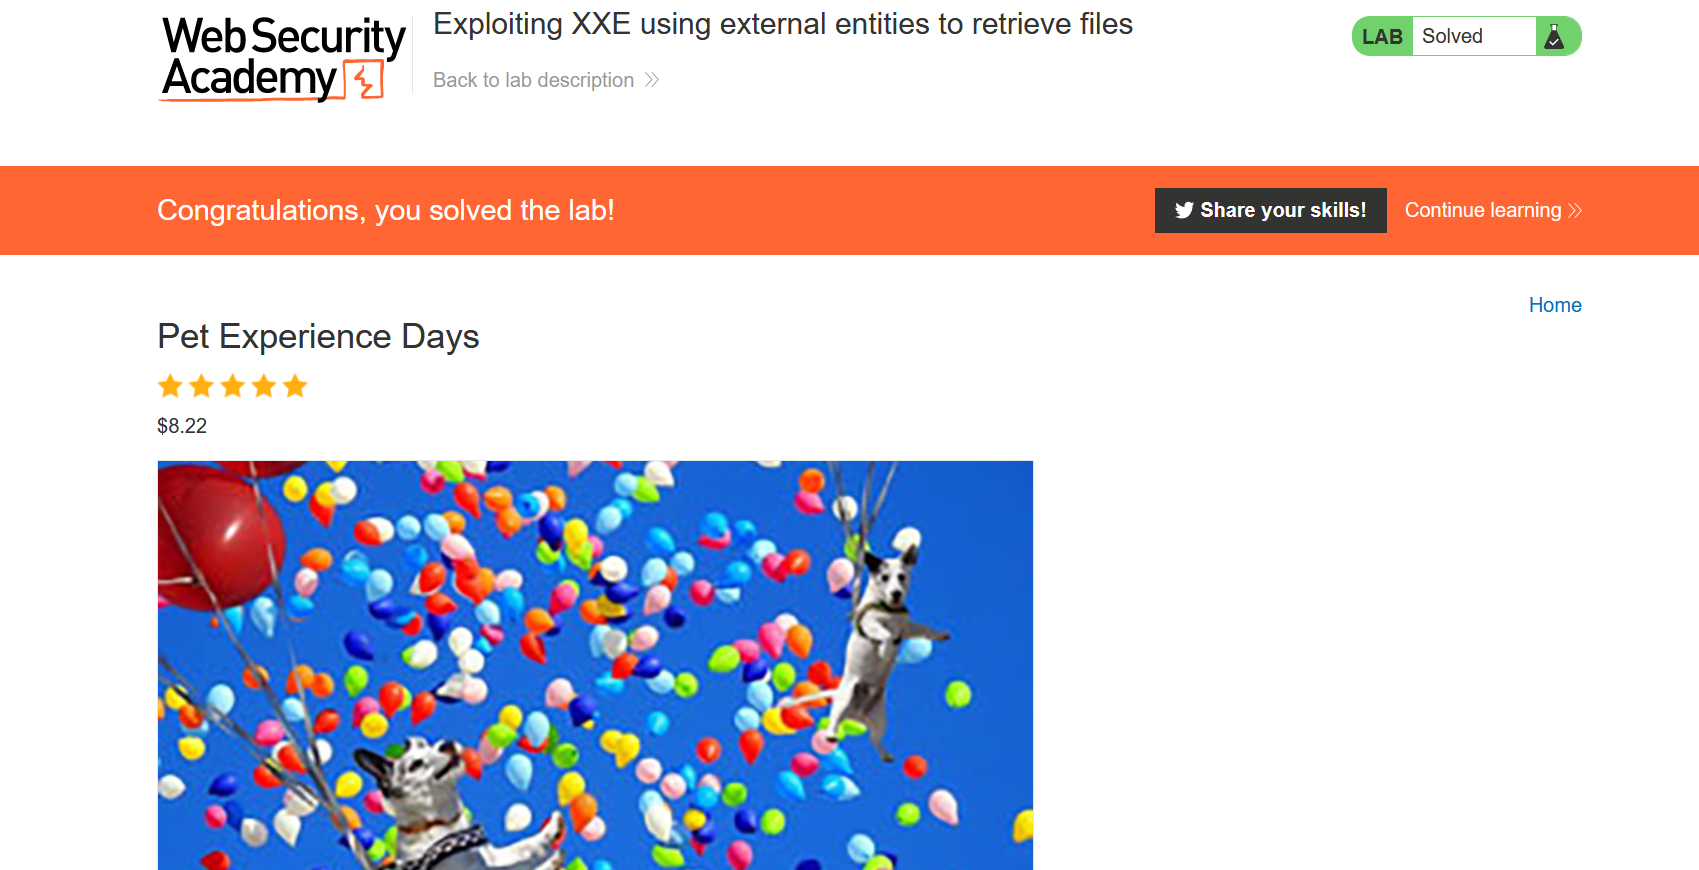 Web Security
Academy
Exploiting XXE using external entities to retrieve files
Back to lab description
LAB Solved
Congratulations, you solved the lab!
Share your skills!
Continue learning
Home
Pet Experience Days
$8.22